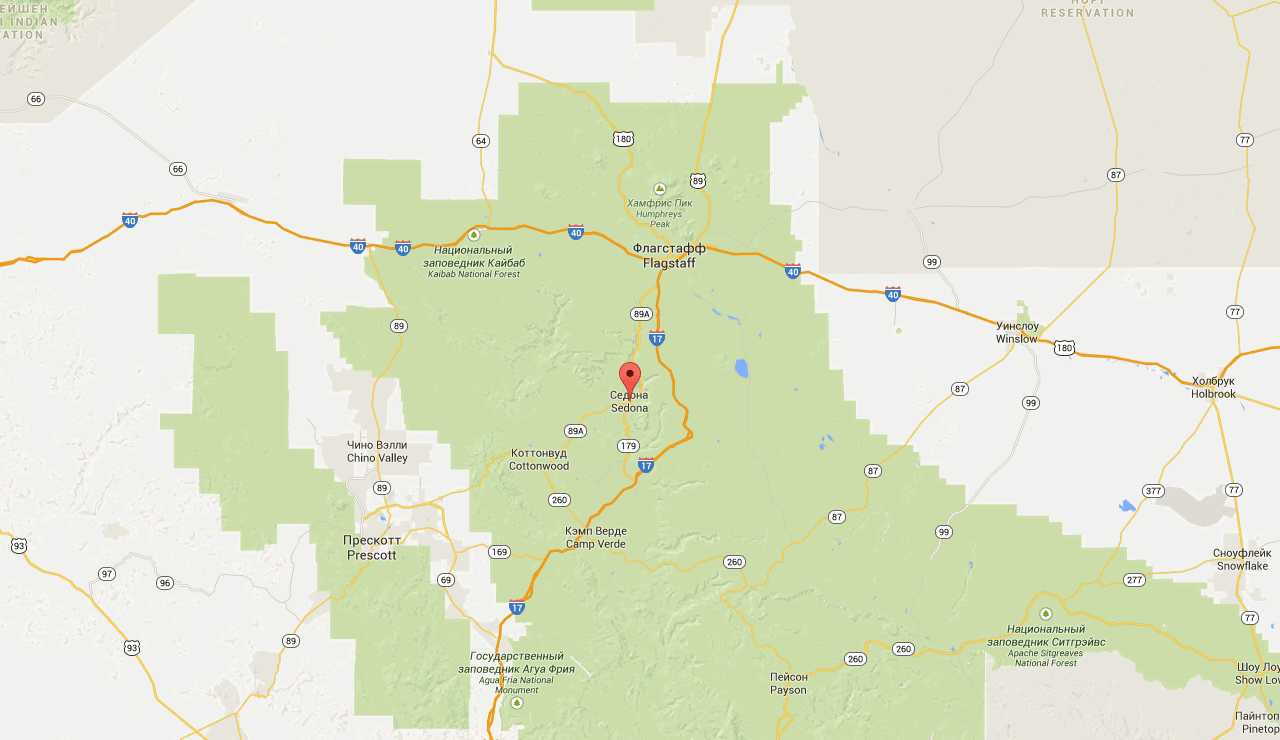 ЕЙШЕН
I INDIAN
ATION
RESERVATION
66
180
64
77
66
89
87
Хамфрис Пик
Humphreys
Peak
40
40
40
40
Флагстафф
Flagstaff
Национальный
заповедник Кайбаб
Kaibab National Forest
99
40
40
89A
77
89
17
Уинслоу
Winslow
180
Холбрук
Holbrook
87
Седона
Sedona
99
89A
179
Чино Вэлли
Chino Valley
Коттонвуд
Cottonwood
17
87
89
260
377
77
87
Кэмп Верде
Camp Verde
99
Прескотт
Prescott
93
169
260
Сноуфлейк
Snowflake
97
96
69
277
17
77
89
93
Национальный
заповедник Ситгрэйвс
Apache Sitgreaves
National Forest
260
260
Государственный
заповедник Агуа Фрия
Agua Fria National
Monument
Пейсон
Payson
Шоу Лоу
Show Low
Пайнтоп
Pinetop